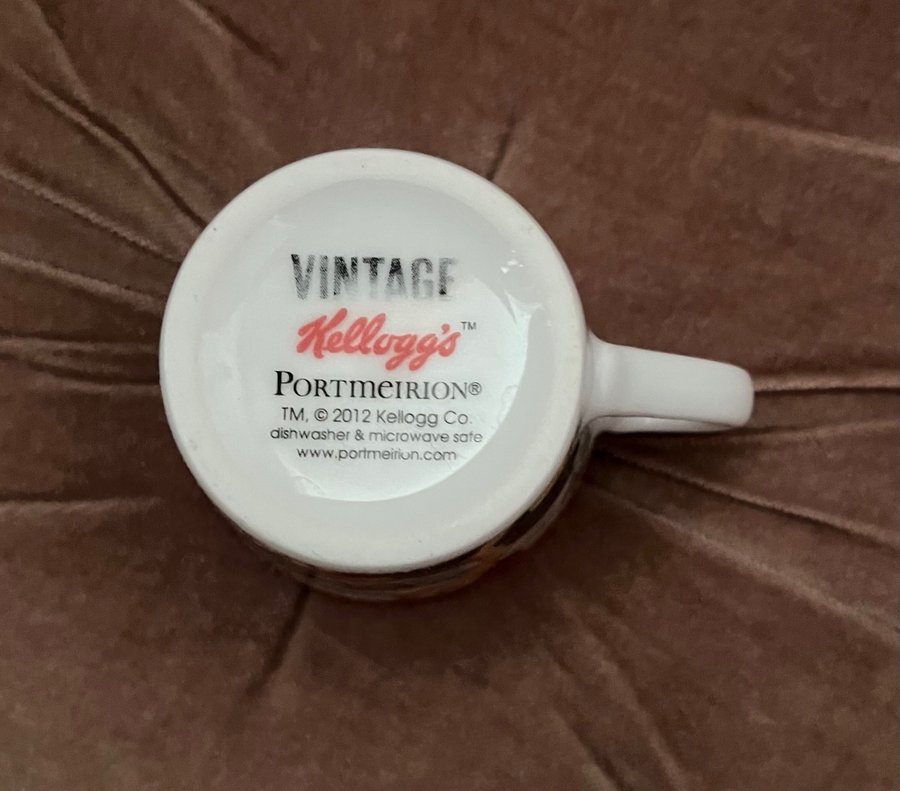 VINTAGE
Kellogg's™
PORTMEIRION®
TM, © 2012 Kellogg Co.
dishwasher & microwave safe
www.portmeirion.com